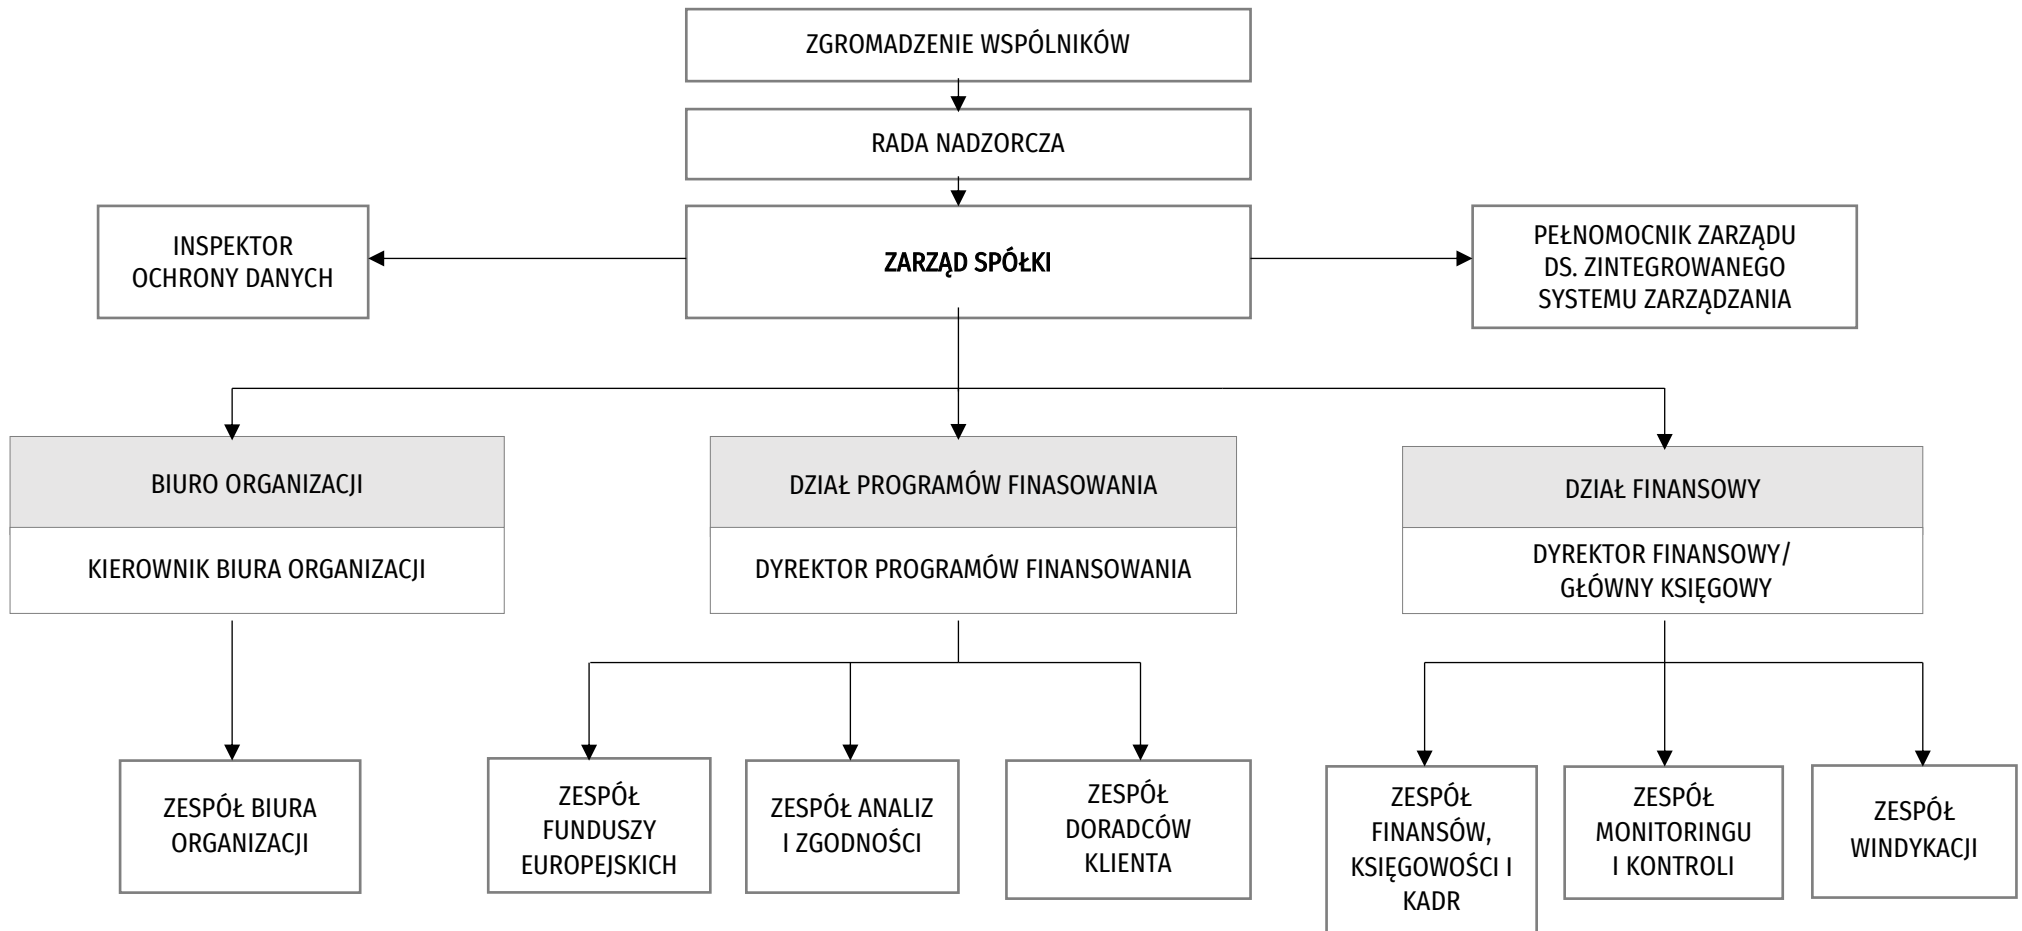 ZGROMADZENIE WSPÓLNIKÓW
RADA NADZORCZA
INSPEKTOR
OCHRONY DANYCH
ZARZĄD SPÓŁKI
PEŁNOMOCNIK ZARZĄDU
DS. ZINTEGROWANEGO
SYSTEMU ZARZĄDZANIA
BIURO ORGANIZACJI
KIEROWNIK BIURA ORGANIZACJI
DZIAŁ PROGRAMÓW FINASOWANIA
DYREKTOR PROGRAMÓW FINANSOWANIA
DZIAŁ FINANSOWY
DYREKTOR FINANSOWY/
GŁÓWNY KSIĘGOWY
ZESPÓŁ BIURA
ORGANIZACJI
ZESPÓŁ
FUNDUSZY
EUROPEJSKICH
ZESPÓŁ ANALIZ
I ZGODNOŚCI
ZESPÓŁ
DORADCÓW
KLIENTA
ZESPÓŁ
FINANSÓW,
KSIĘGOWOŚCI I
KADR
ZESPÓŁ
MONITORINGU
I KONTROLI
ZESPÓŁ
WINDYKACJI